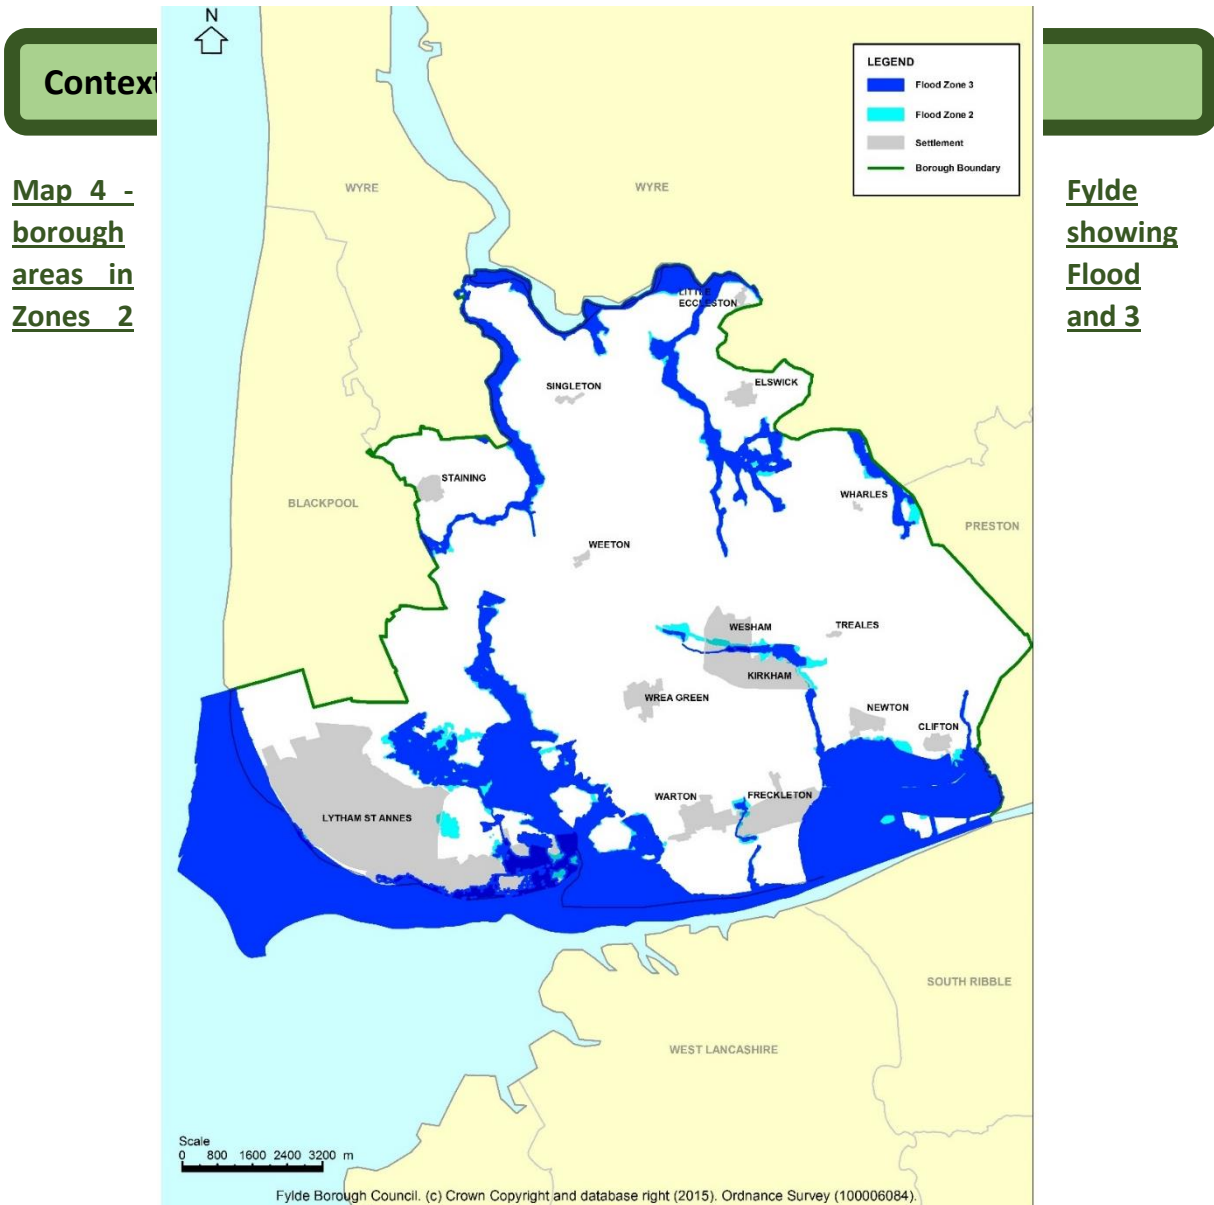 Context
Map 4 - Fylde
borough showing
areas in Flood
Zones 2 and 3
N
LEGEND
Flood Zone 3
Flood Zone 2
Settlement
Borough Boundary
WYRE
WYRE
LITTLE
ECCLESTON
SINGLETON
ELSWICK
STAINING
BLACKPOOL
WHARLES
PRESTON
WEETON
WESHAM
TREALES
KIRKHAM
WREA GREEN
NEWTON
CLIFTON
WARTON
FRECKLETON
LYTHAM ST ANNES
SOUTH RIBBLE
WEST LANCASHIRE
Scale
0 800 1600 2400 3200 m
Fylde Borough Council. (c) Crown Copyright and database right (2015). Ordnance Survey (100006084).